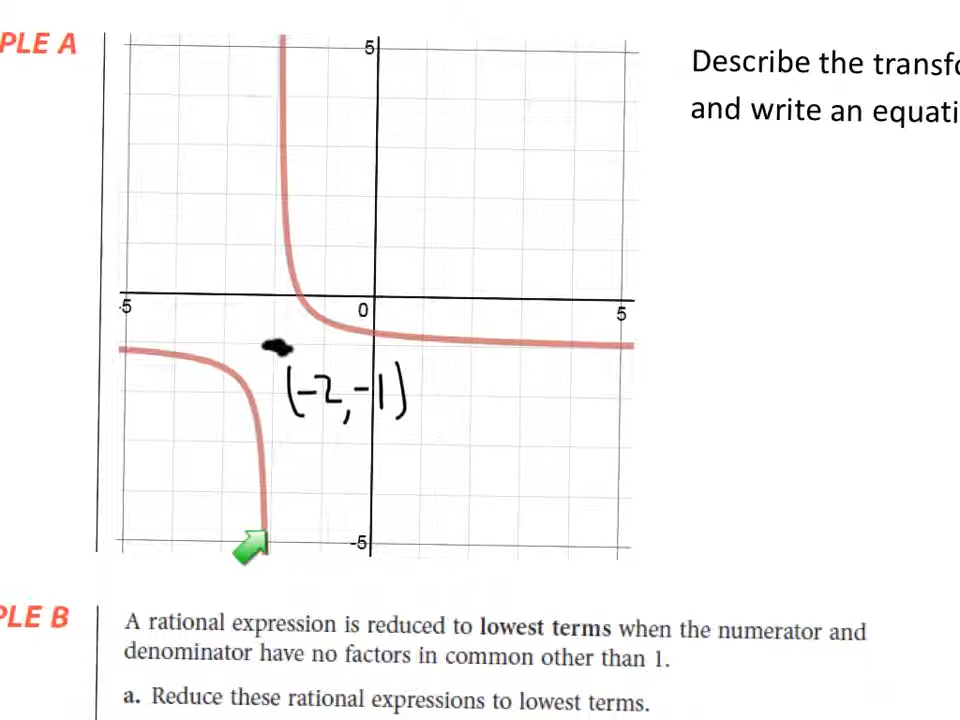 PLE A
Describe the transfo
and write an equati
5
-5
0
5
(-2,-1)
-5
PLE B
A rational expression is reduced to lowest terms when the numerator and
denominator have no factors in common other than 1.
a. Reduce these rational expressions to lowest terms.